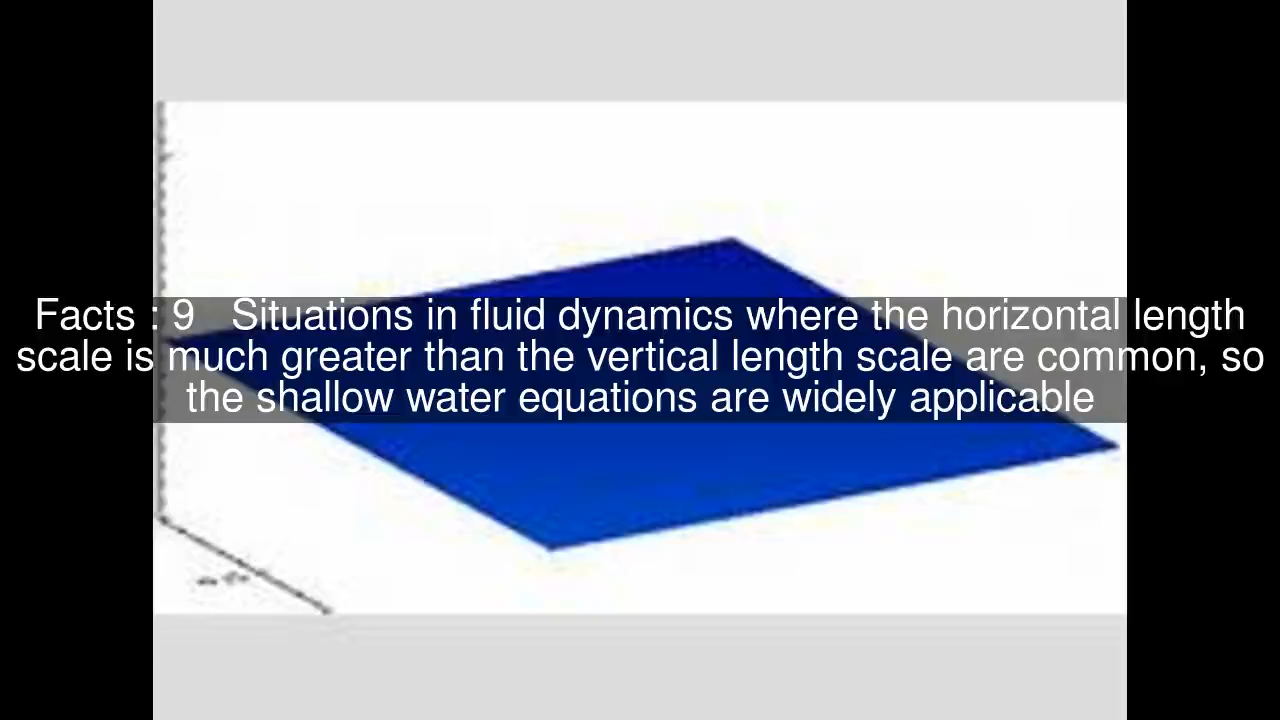 Facts : 9 Situations in fluid dynamics where the horizontal length
scale is much greater than the vertical length scale are common, so
the shallow water equations are widely applicable